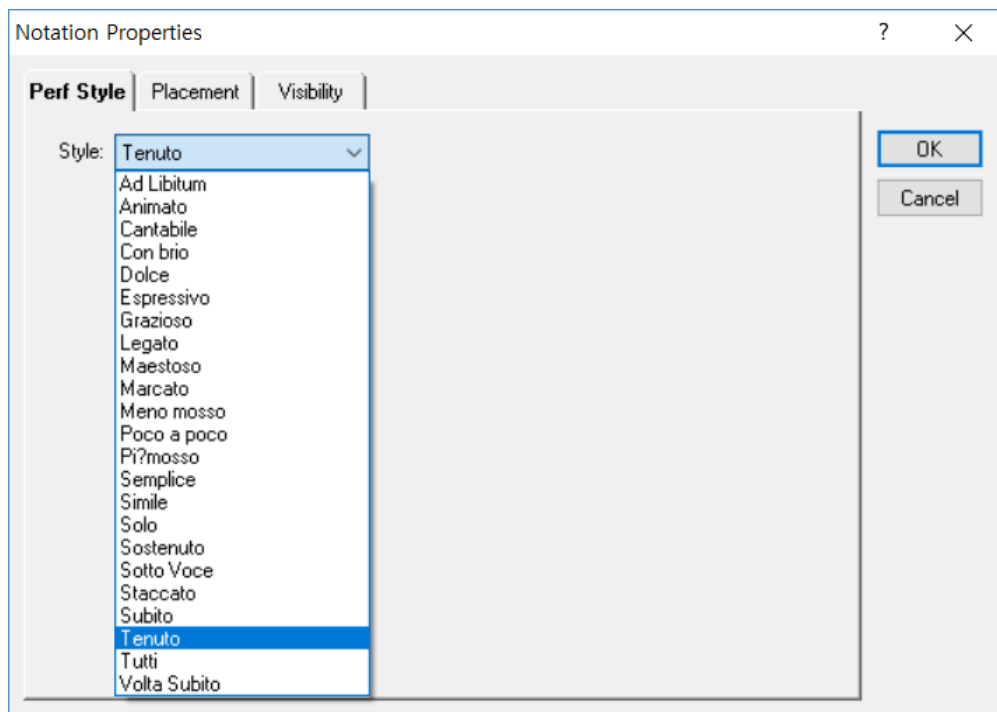 Notation Properties ? ×
Perf Style Placement Visibility
Style: Tenuto
OK
Ad Libitum
Animato
Cancel
Cantabile
Con brio
Dolce
Espressivo
Grazioso
Legato
Maestoso
Marcato
Meno mosso
Poco a poco
Pi?mosso
Semplice
Simile
Solo
Sostenuto
Sotto Voce
Staccato
Subito
Tenuto
Tutti
Volta Subito